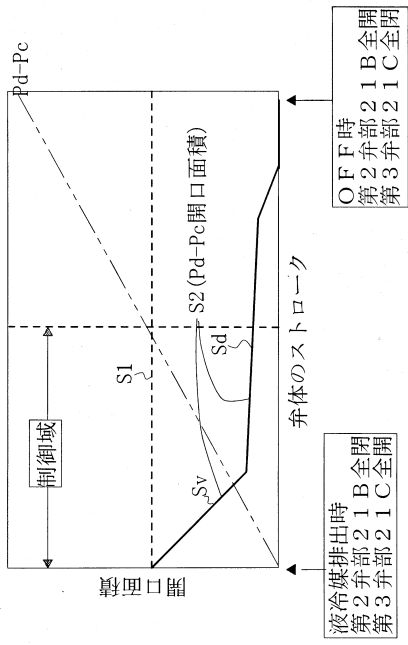 Pd-Pc
制御域
S1
S2(Pd-Pc開口面積)
Sv
Sd
開口面積
弁体のストローク
液冷媒排出時
第2弁部21B全閉
第3弁部21C全開
OFF時
第2弁部21B全開
第3弁部21C全閉